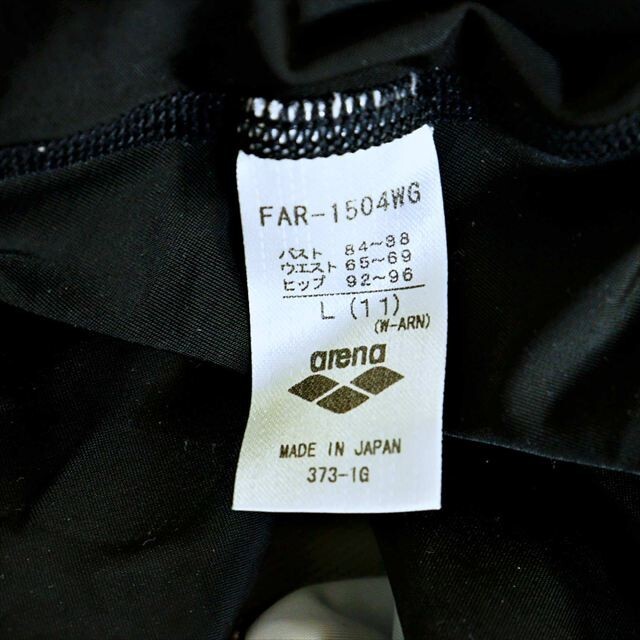 FAR-1504WG
バスト 84~88
ウエスト 65~69
ヒップ 92~96
L (11)
(W-ARN)
arena
MADE IN JAPAN
373-1G